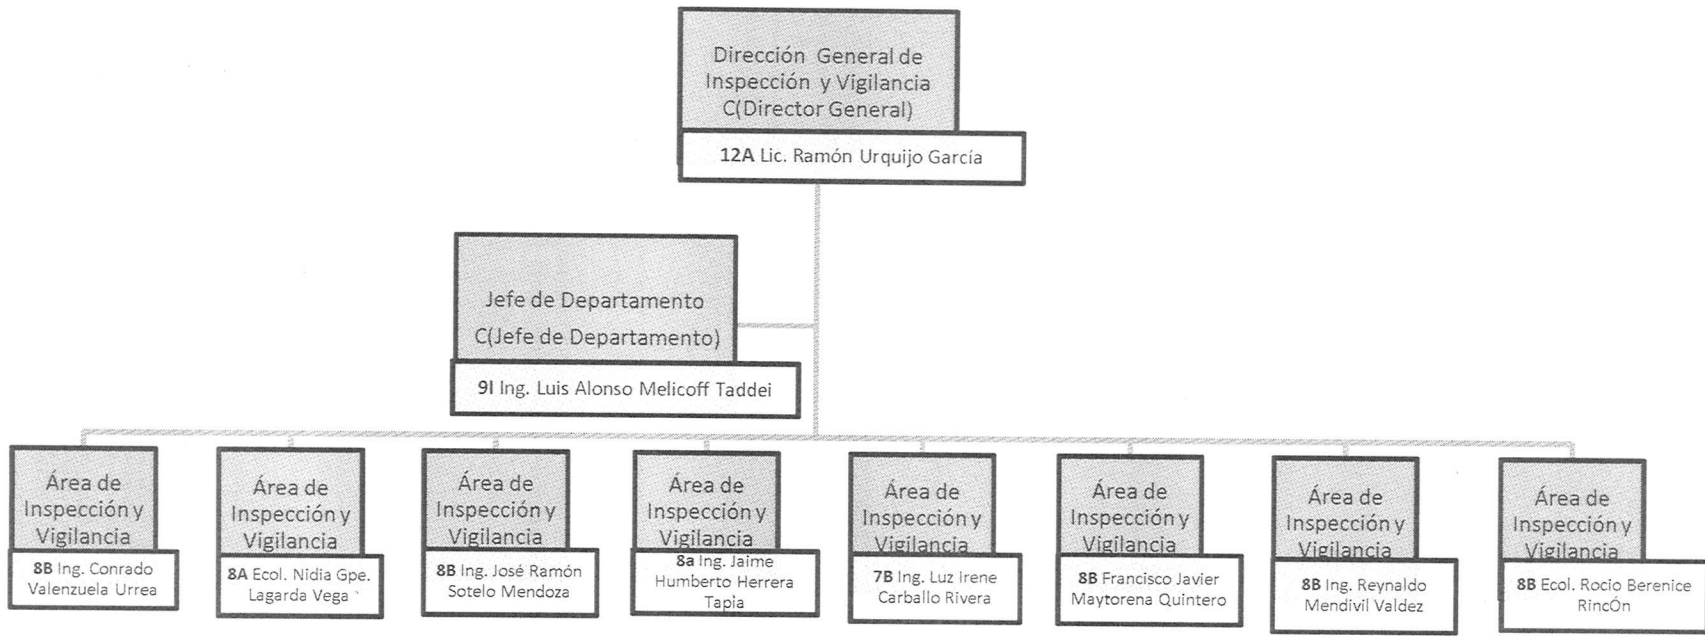 Dirección General de
Inspección y Vigilancia
C(Director General)
12A Lic. Ramón Urquijo García
Jefe de Departamento
C(Jefe de Departamento)
9I Ing. Luis Alonso Melicoff Taddei
Área de
Inspección y
Vigilancia
8B Ing. Conrado
Valenzuela Urrea
Área de
Inspección y
Vigilancia
8A Ecol. Nidia Gpe.
Lagarda Vega
Área de
Inspección y
Vigilancia
8B Ing. José Ramón
Sotelo Mendoza
Área de
Inspección y
Vigilancia
8a Ing. Jaime
Humberto Herrera
Tapia
Área de
Inspección y
Vigilancia
7B Ing. Luz Irene
Carballo Rivera
Área de
Inspección y
Vigilancia
8B Francisco Javier
Maytorena Quintero
Área de
Inspección y
Vigilancia
8B Ing. Reynaldo
Mendivil Valdez
Área de
Inspección y
Vigilancia
8B Ecol. Rocio Berenice
RincÓn